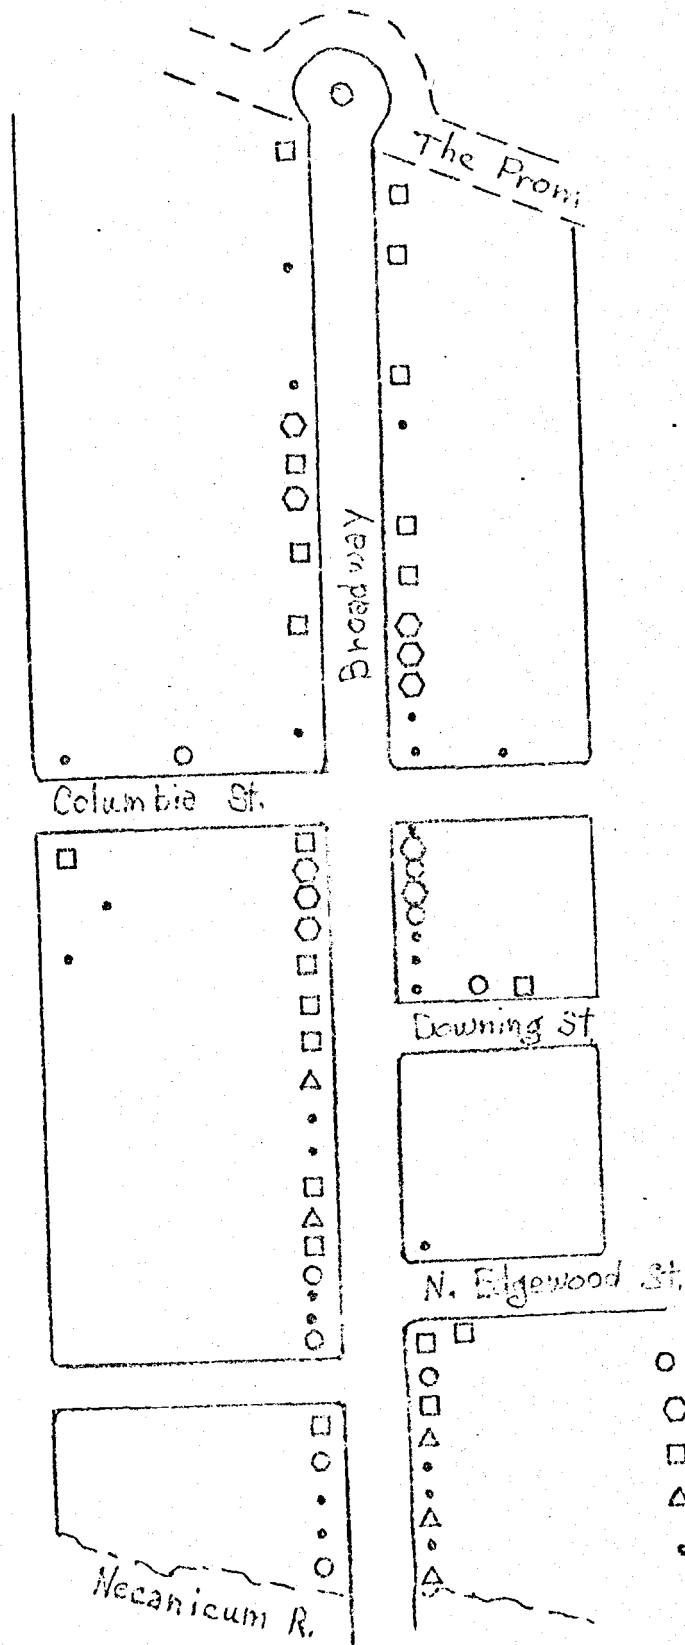 The Prom
Broadway
Columbia St.
Downing St
N. Edgewood St.
Necanicum R.